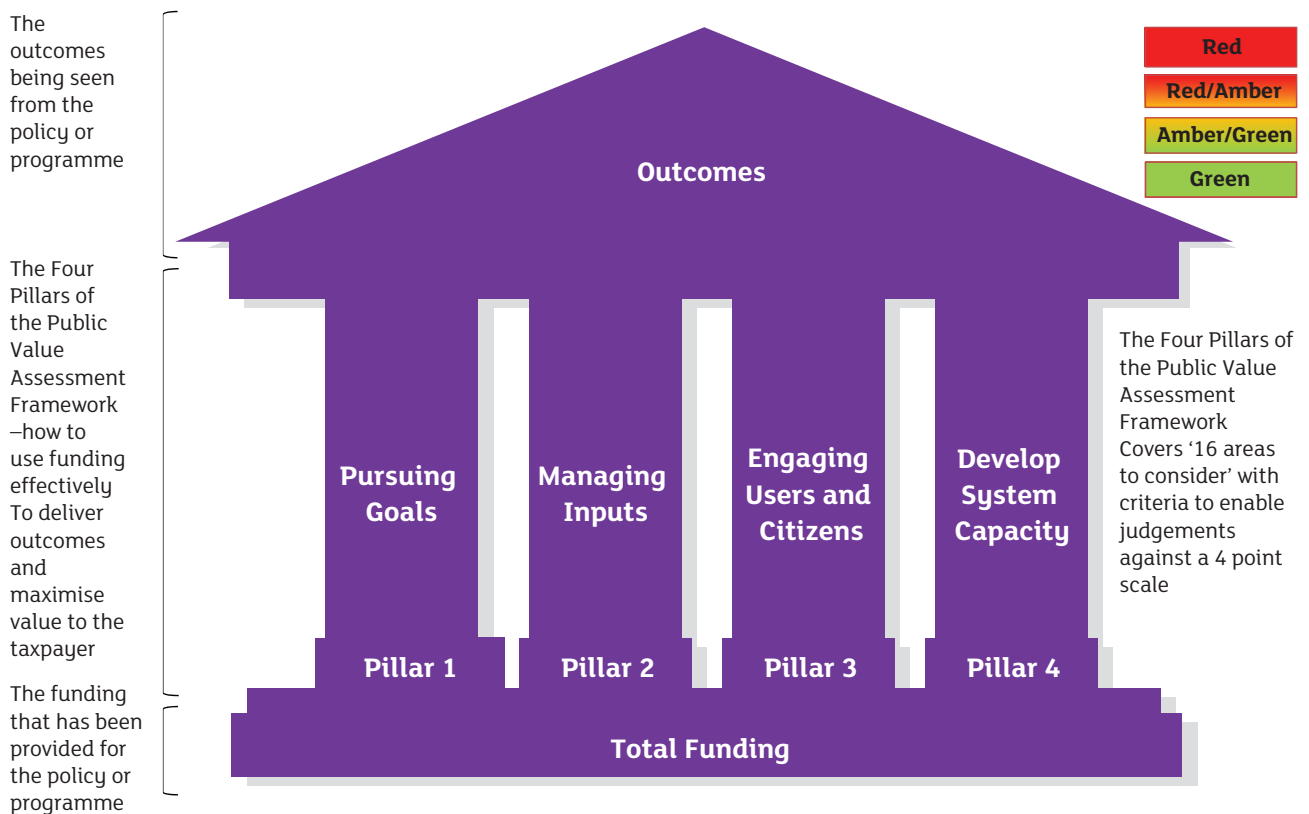 The
outcomes
being seen
from the
policy or
programme
Red
Red/Amber
Amber/Green
Green
Outcomes
The Four
Pillars of
the Public
Value
Assessment
Framework
–how to
use funding
effectively
To deliver
outcomes
and
maximise
value to the
taxpayer
Pursuing
Goals
Managing
Inputs
Engaging
Users and
Citizens
Develop
System
Capacity
The Four Pillars of
the Public Value
Assessment
Framework
Covers ‘16 areas
to consider’ with
criteria to enable
judgements
against a 4 point
scale
Pillar 1
Pillar 2
Pillar 3
Pillar 4
The funding
that has been
provided for
the policy or
programme
Total Funding